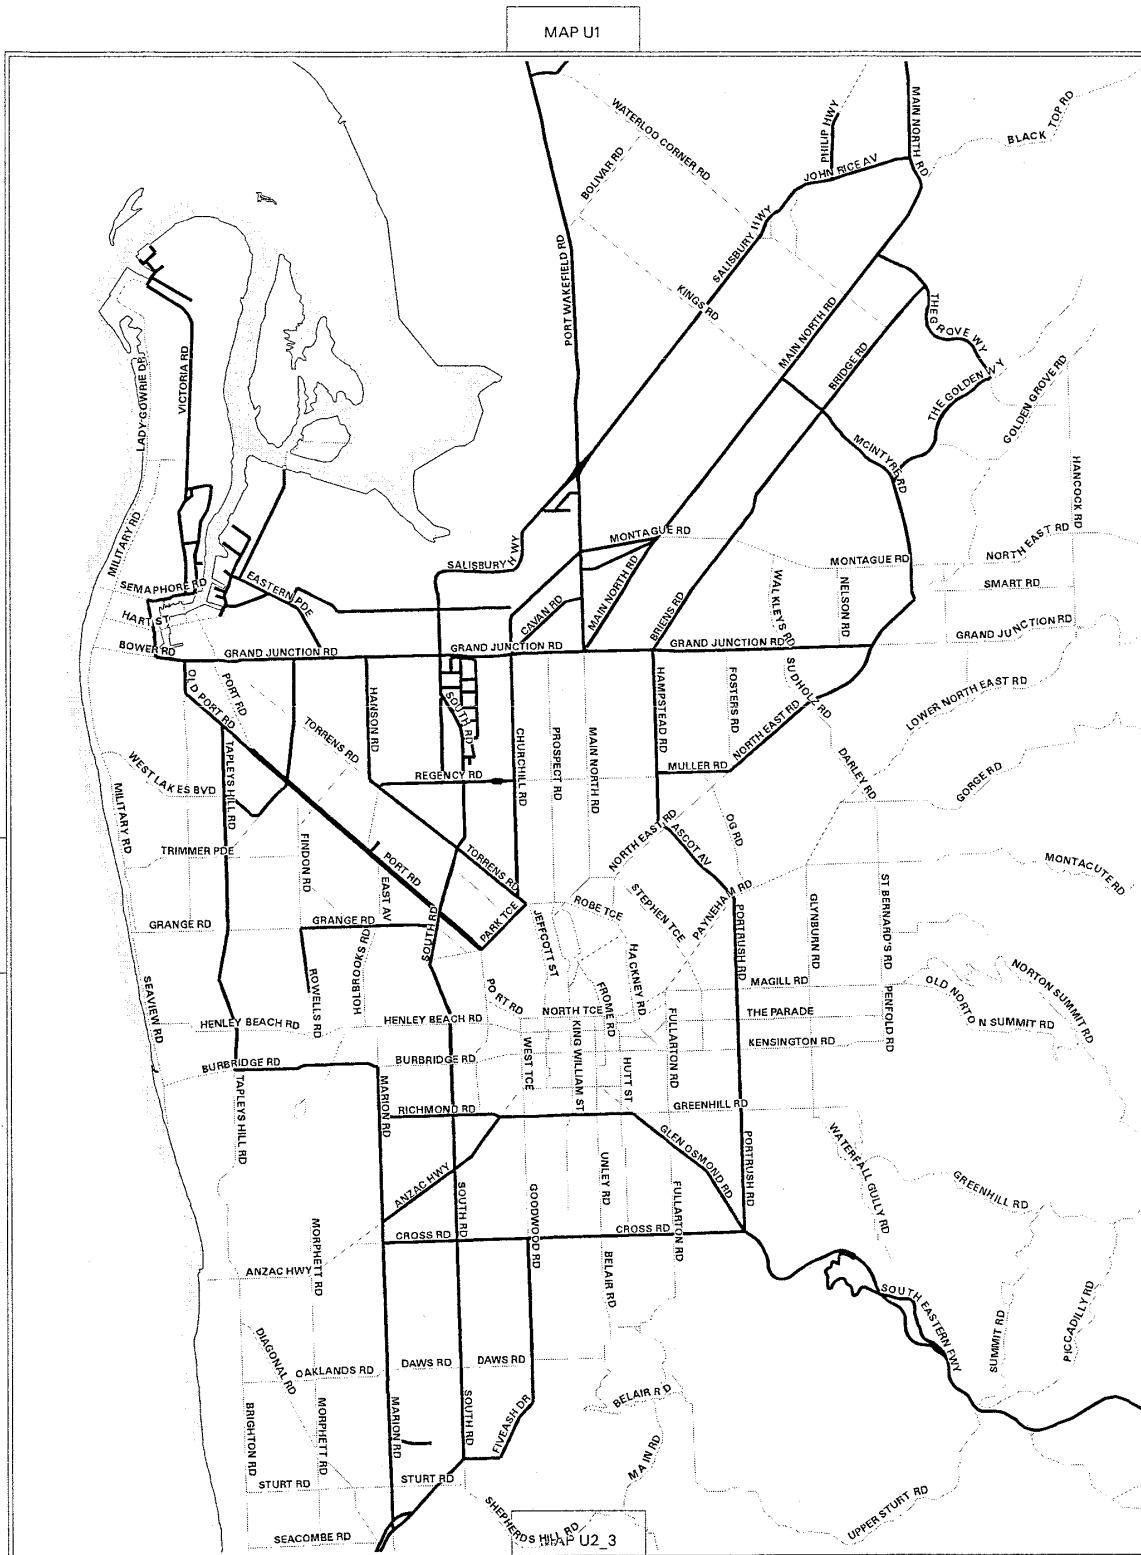 MAP U1
WATERLOO CORNER RD
BOLIVAR RD
PHILIP HWY
MAIN NORTH RD
BLACK TOP RD
JOHN RICE AV
SALISBURY HWY
PORT WAKEFIELD RD
KINGS RD
MAIN NORTH RD
BRIDGE RD
THE GROVE WY
THE GOLDEN WY
GOLDEN GROVE RD
LADY GOWRIE DR
VICTORIA RD
MCINTYRE RD
HANCOCK RD
MILITARY RD
MONTAGUE RD
MONTAGUE RD
NORTH EAST RD
SALISBURY HWY
SEMAPHORE RD
EASTERN PDE
SMART RD
HART ST
CAVAN RD
MAIN NORTH RD
BRIENS RD
WALKLEYS RD
NELSON RD
BOWER RD
GRAND JUNCTION RD
GRAND JUNCTION RD
GRAND JUNCTION RD
GRAND JUNCTION RD
OLD PORT RD
PORT RD
TORRENS RD
HANSON RD
SOUTH RD
HAMPSTEAD RD
FOSTERS RD
SUDHOLZ RD
LOWER NORTH EAST RD
NORTH EAST RD
WEST LAKES BVD
TAPLEYS HILL RD
REGENCY RD
CHURCHILL RD
PROSPECT RD
MAIN NORTH RD
MULLER RD
DARLEY RD
GORGE RD
MILITARY RD
TRIMMER PDE
FINDON RD
PORT RD
EAST AV
TORRENS RD
NORTH EAST RD
ASCOT AV
OG RD
MONTACUTE RD
GRANGE RD
GRANGE RD
SOUTH RD
PARK TCE
JEFFCOTT ST
ROBE TCE
STEPHEN TCE
PAYNEHAM RD
PORTRUSH RD
GLYNBURN RD
ST BERNARD'S RD
SEAVIEW RD
ROWELLS RD
HOLBROOKS RD
PORT RD
HACKNEY RD
FROME RD
MAGILL RD
OLD NORTON SUMMIT RD
NORTON SUMMIT RD
HENLEY BEACH RD
HENLEY BEACH RD
NORTH TCE
FULLARTON RD
THE PARADE
PENFOLD RD
BURBRIDGE RD
BURBRIDGE RD
WEST TCE
KING WILLIAM ST
HUTT ST
KENSINGTON RD
TAPLEYS HILL RD
MARION RD
RICHMOND RD
GREENHILL RD
GLEN OSMOND RD
PORTRUSH RD
WATERFALL GULLY RD
GREENHILL RD
ANZAC HWY
SOUTH RD
GOODWOOD RD
UNLEY RD
FULLARTON RD
MORPHETT RD
CROSS RD
CROSS RD
ANZAC HWY
BELAIR RD
SOUTH EASTERN FWY
SUMMIT RD
PICCADILLY RD
DIAGONAL RD
OAKLANDS RD
DAWS RD
DAWS RD
BELAIR RD
BRIGHTON RD
MORPHETT RD
MARION RD
SOUTH RD
FIVEASH DR
MAIN RD
STURT RD
STURT RD
SHEPHERDS HILL RD
UPPER STURT RD
SEACOMBE RD
MAP U2_3